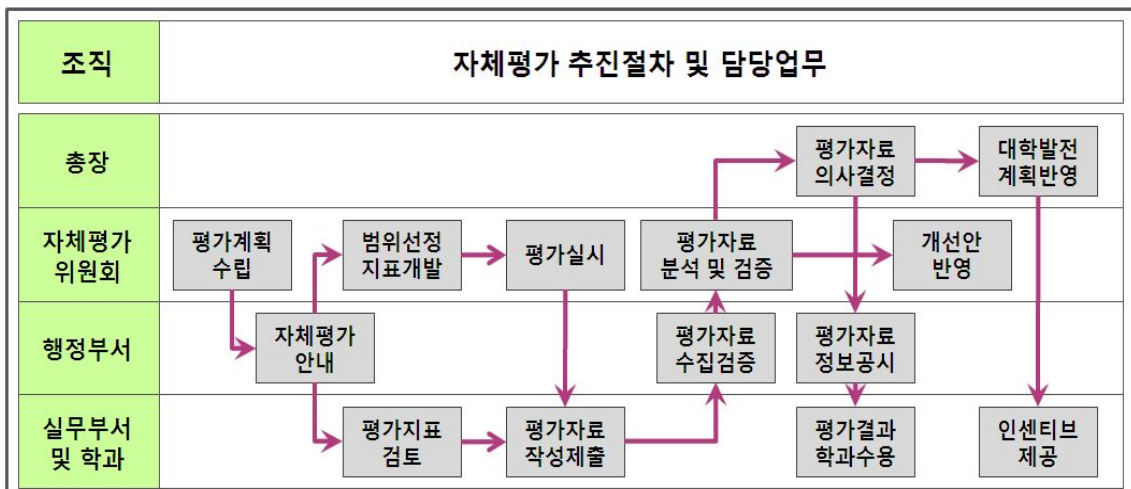 조직
자체평가 추진절차 및 담당업무
총장
평가자료
의사결정
대학발전
계획반영
자체평가
위원회
평가계획
수립
범위선정
지표개발
평가실시
평가자료
분석 및 검증
개선안
반영
행정부서
자체평가
안내
평가자료
수집검증
평가자료
정보공시
실무부서
및 학과
평가지표
검토
평가자료
작성제출
평가결과
학과수용
인센티브
제공